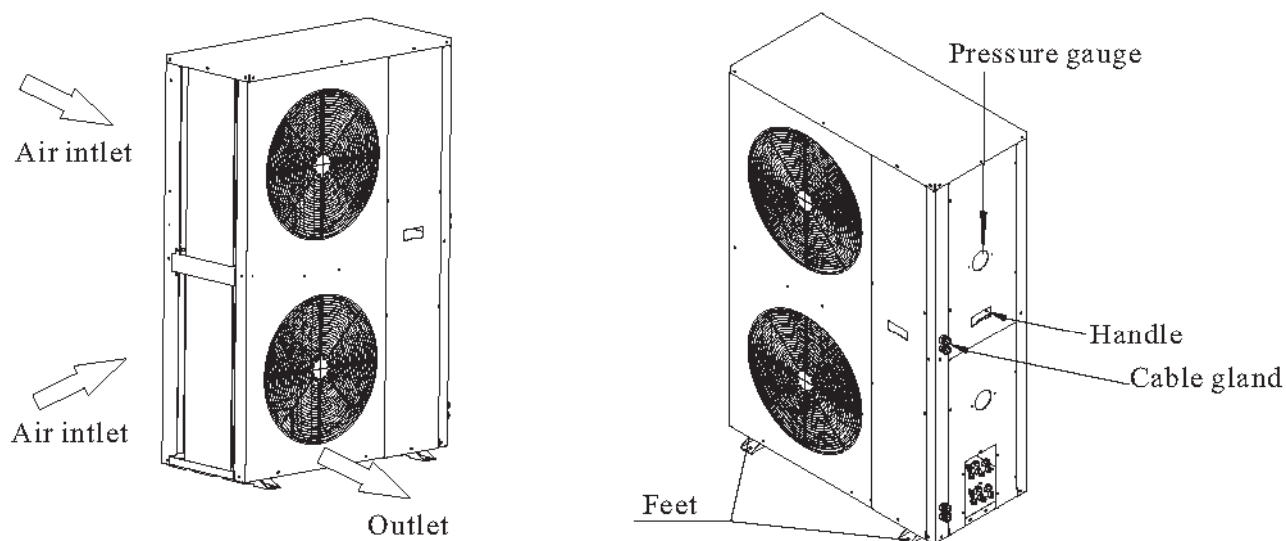 Pressure gauge
Air intlet
Handle
Cable gland
Air intlet
Feet
Outlet